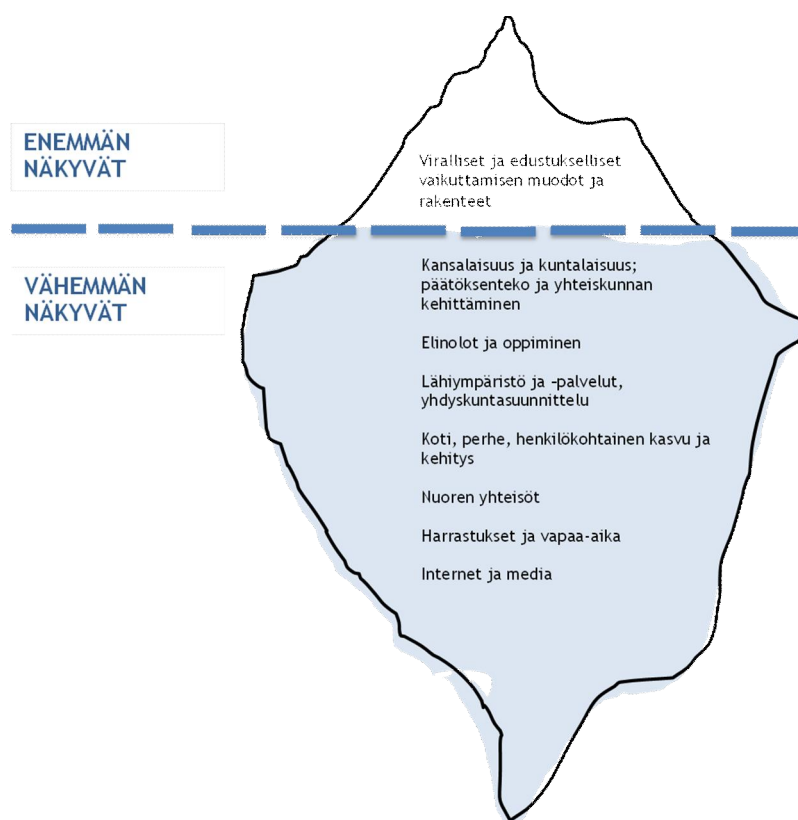 ENEMMÄN
NÄKYVÄT
Viralliset ja edustukselliset
vaikuttamisen muodot ja
rakenteet
VÄHEMMÄN
NÄKYVÄT
Kansalaisuus ja kuntalaisuus;
päätöksenteko ja yhteiskunnan
kehittäminen
Elinolot ja oppiminen
Lähiympäristö ja -palvelut,
yhdyskuntasuunnittelu
Koti, perhe, henkilökohtainen kasvu ja
kehitys
Nuoren yhteisöt
Harrastukset ja vapaa-aika
Internet ja media